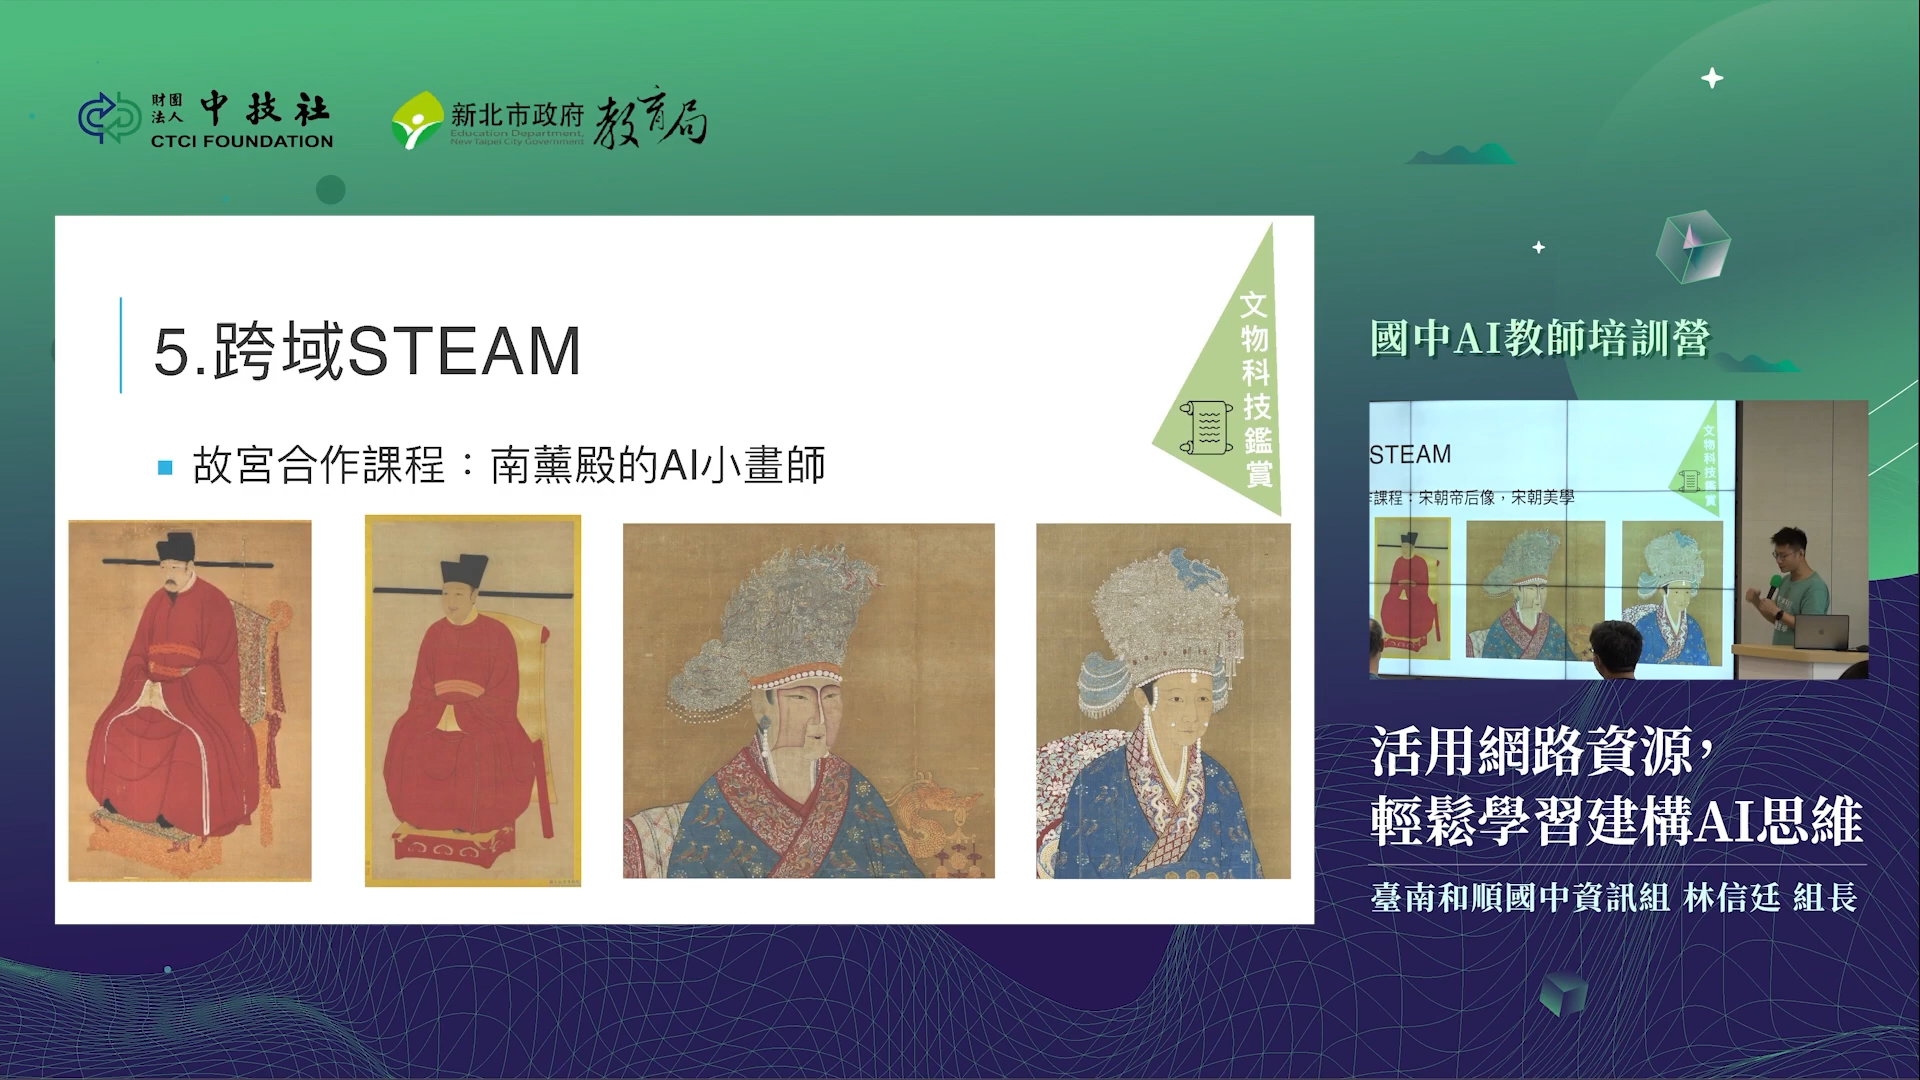 財團
法人
中技社
CTCI FOUNDATION
新北市政府
Education Department,
New Taipei City Government
教育局
文物科技鑑賞
5.跨域STEAM
故宮合作課程：南薰殿的AI小畫師
國中AI教師培訓營
STEAM
課程：宋朝帝后像，宋朝美學
文物科技鑑賞
活用網路資源，
輕鬆學習建構AI思維
臺南和順國中資訊組 林信廷 組長